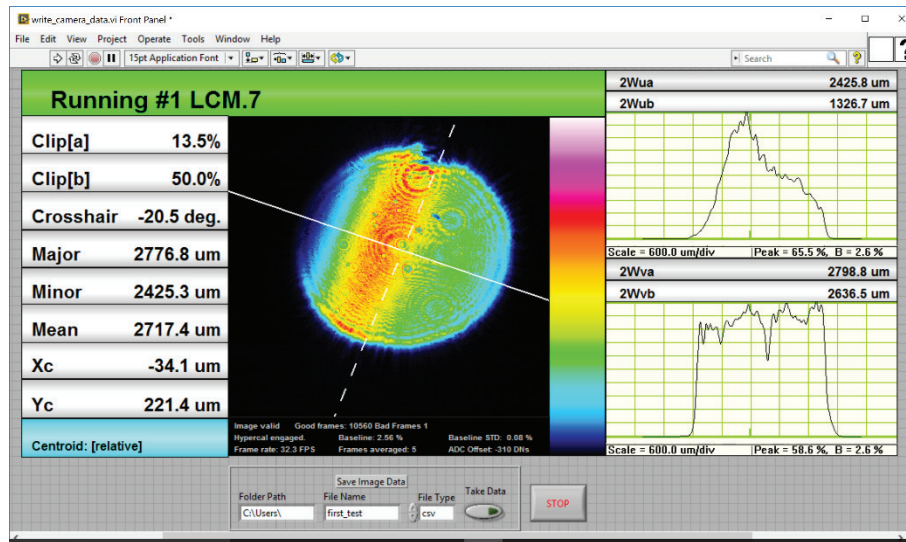 write_camera_data.vi Front Panel *
File Edit View Project Operate Tools Window Help
15pt Application Font
Search
?
Running #1 LCM.7
Clip[a] 13.5%
Clip[b] 50.0%
Crosshair -20.5 deg.
Major 2776.8 um
Minor 2425.3 um
Mean 2717.4 um
Xc -34.1 um
Yc 221.4 um
Centroid: [relative]
Image valid Good frames: 10560 Bad Frames 1
Hypercal engaged. Baseline: 2.56 % Baseline STD: 0.08 %
Frame rate: 32.3 FPS Frames averaged: 5 ADC Offset: -310 DNs
2Wua 2425.8 um
2Wub 1326.7 um
Scale = 600.0 um/div Peak = 65.5 %, B = 2.6 %
2Wva 2798.8 um
2Wvb 2636.5 um
Scale = 600.0 um/div Peak = 58.6 %, B = 2.6 %
Save Image Data
Folder Path File Name File Type Take Data
C:\Users\ first_test csv
STOP